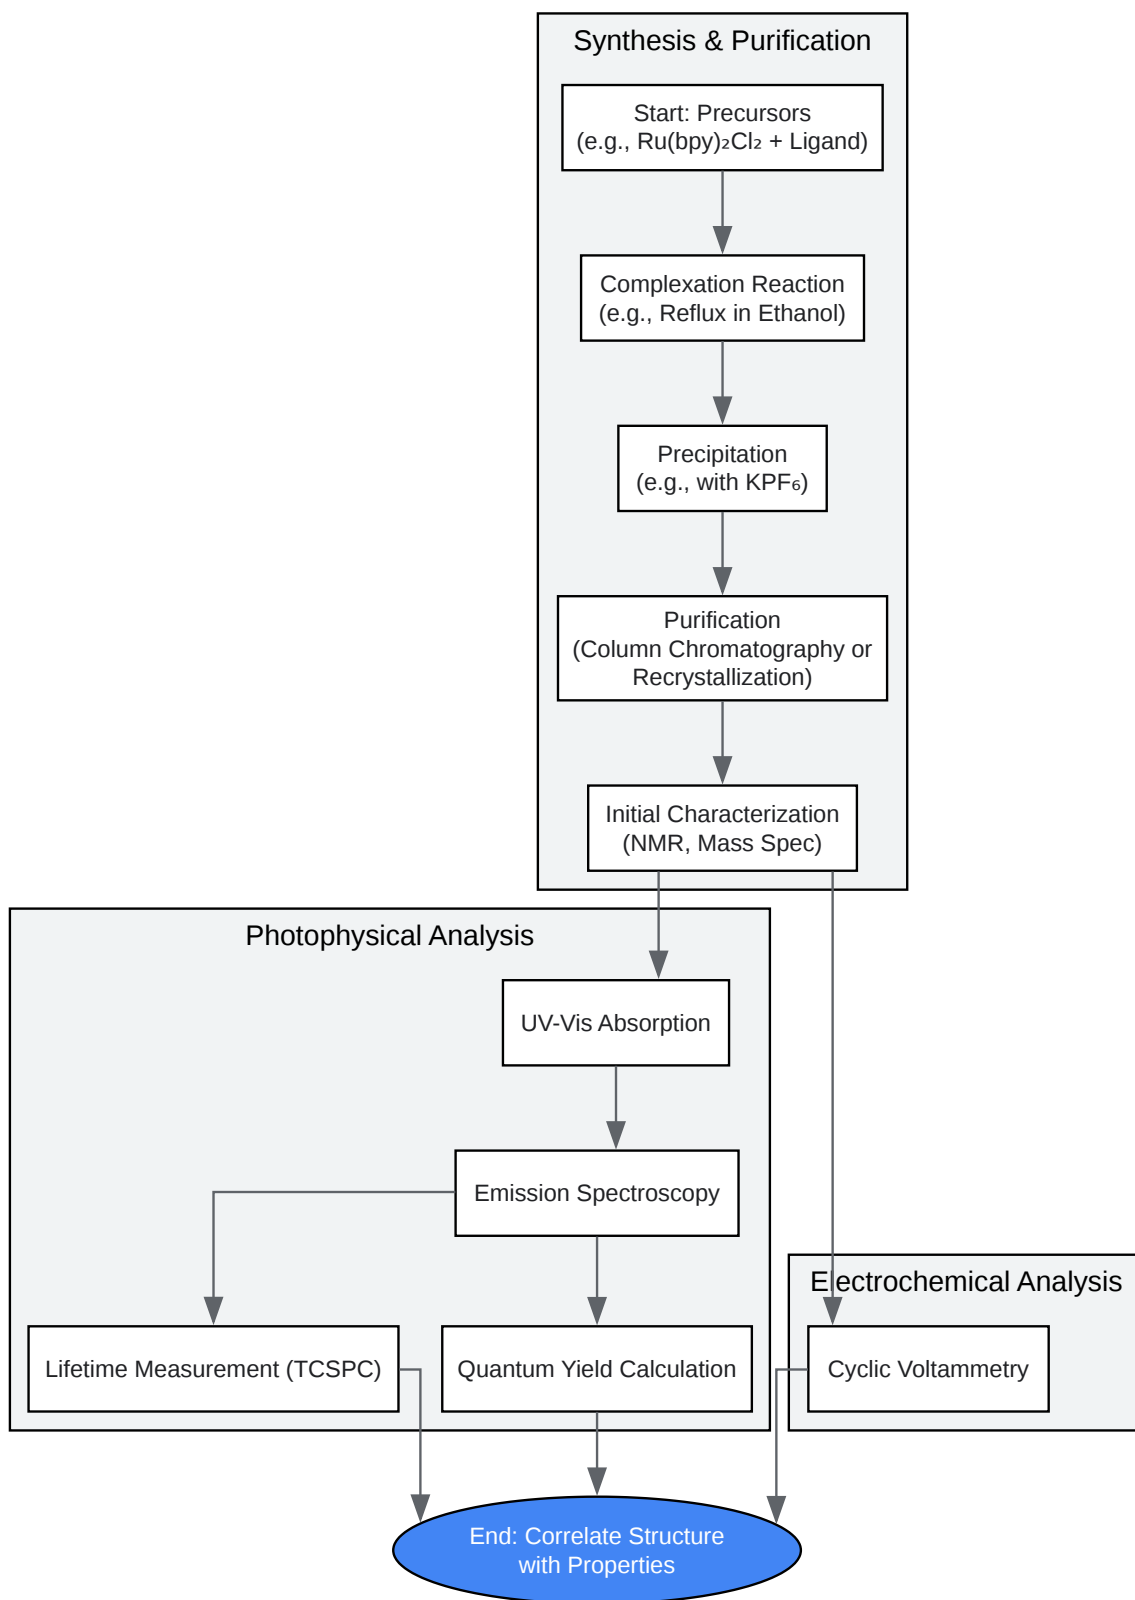 Synthesis & Purification
Start: Precursors
(e.g., Ru(bpy)₂Cl₂ + Ligand)
Complexation Reaction
(e.g., Reflux in Ethanol)
Precipitation
(e.g., with KPF₆)
Purification
(Column Chromatography or
Recrystallization)
Initial Characterization
(NMR, Mass Spec)
Photophysical Analysis
UV-Vis Absorption
Emission Spectroscopy
Electrochemical Analysis
Lifetime Measurement (TCSPC)
Quantum Yield Calculation
Cyclic Voltammetry
End: Correlate Structure
with Properties